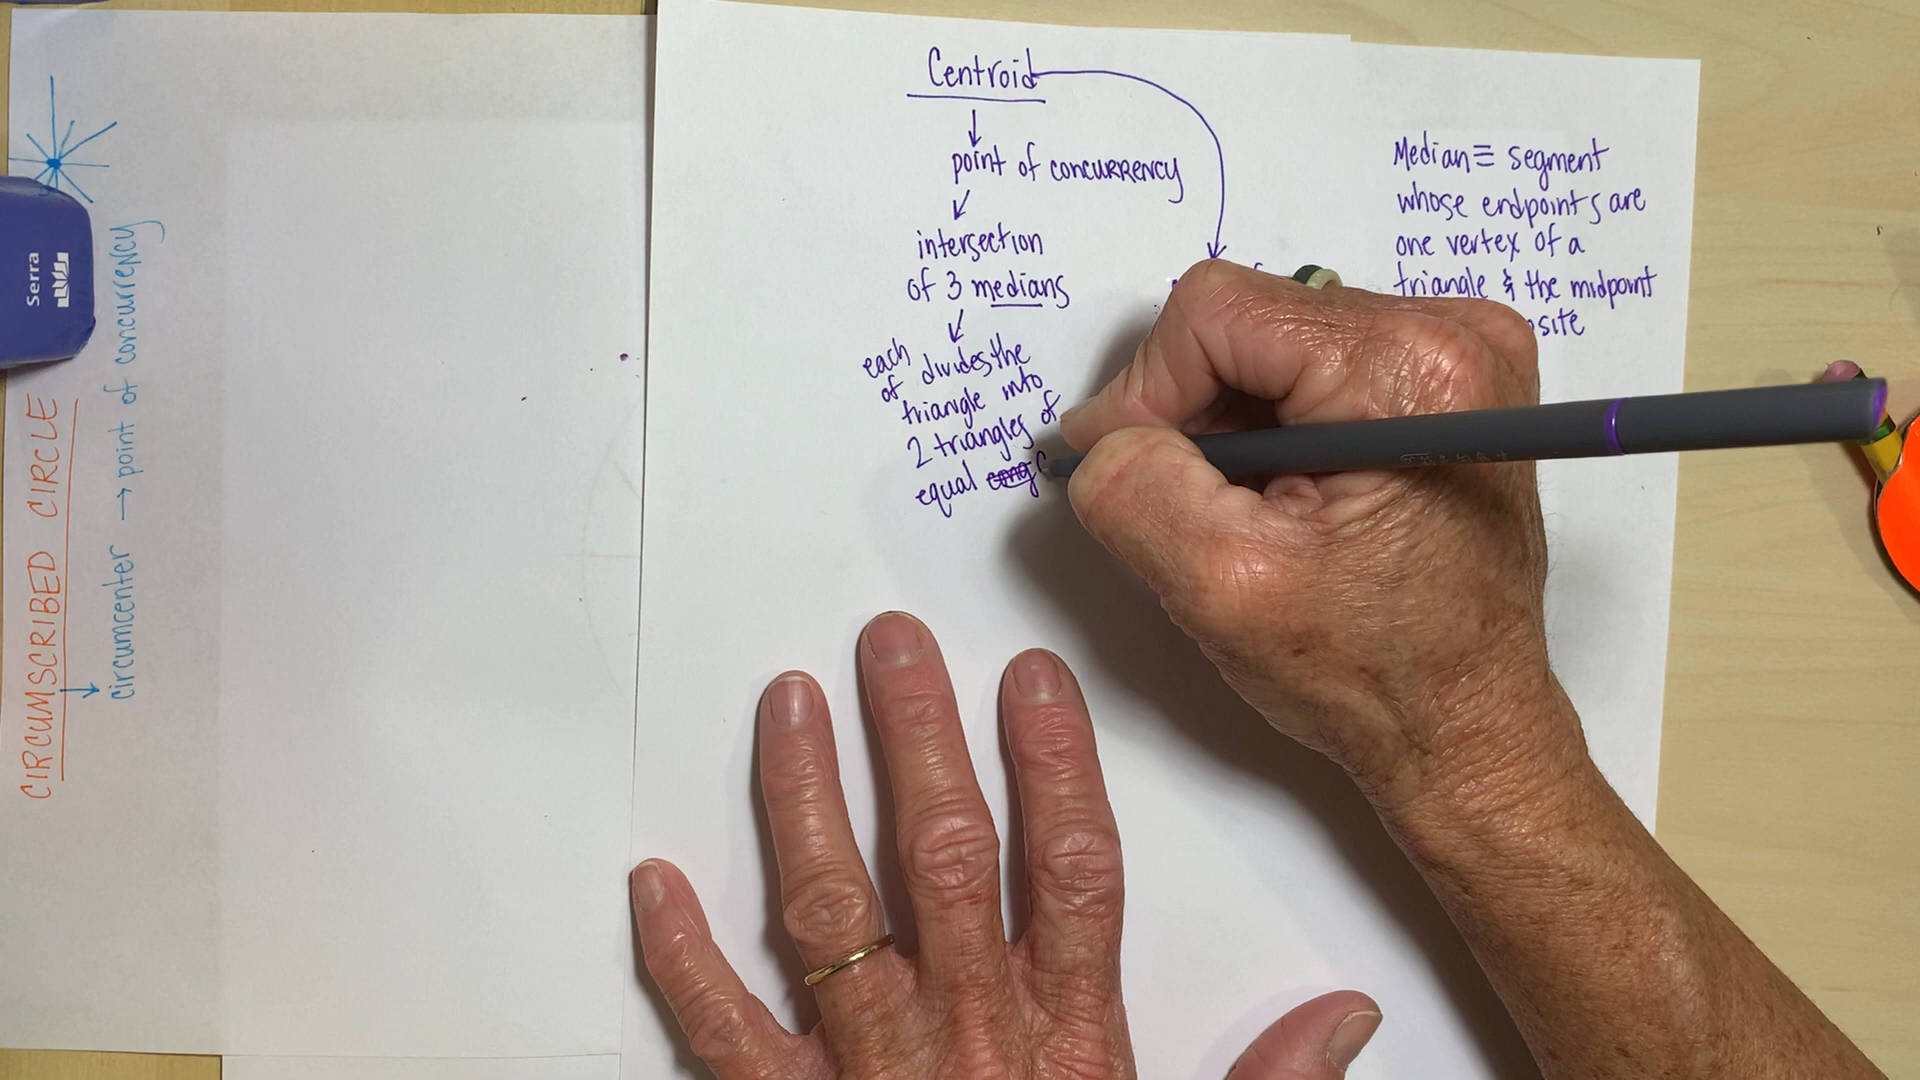 Centroid
↓
point of concurrency
↓
intersection
of 3 medians
↓
each
of divides the
triangle into
2 triangles of
equal
Median ≡ segment
whose endpoints are
one vertex of a
triangle & the midpoint
CIRCUMSCRIBED CIRCLE
↓
circumcenter → point of concurrency
Serra